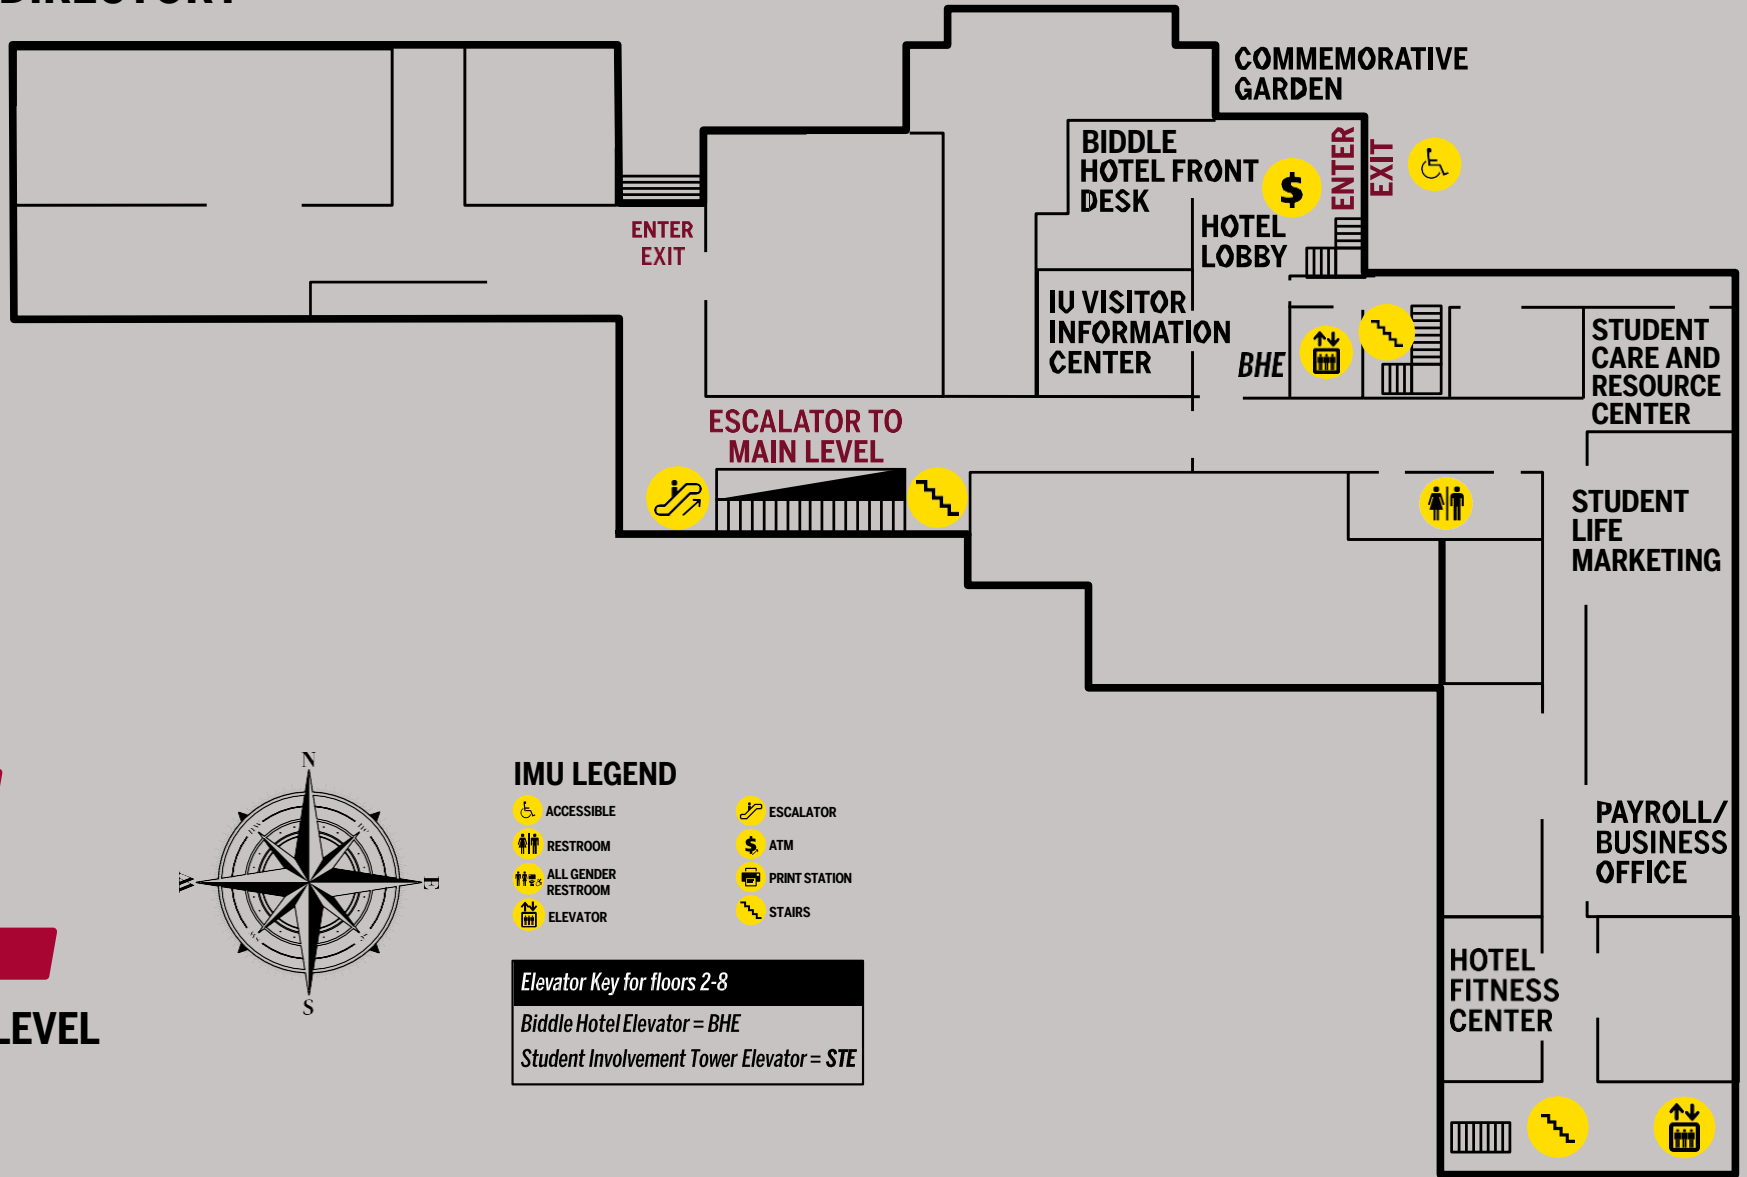 DIRECTORY
COMMEMORATIVE
GARDEN
BIDDLE
HOTEL FRONT
DESK
$
ENTER
EXIT
HOTEL
LOBBY
ENTER
EXIT
IU VISITOR
INFORMATION
CENTER
BHE
STUDENT
CARE AND
RESOURCE
CENTER
ESCALATOR TO
MAIN LEVEL
STUDENT
LIFE
MARKETING
PAYROLL/
BUSINESS
OFFICE
HOTEL
FITNESS
CENTER
N
W
E
S
LEVEL
IMU LEGEND
ACCESSIBLE
RESTROOM
ALL GENDER
RESTROOM
ELEVATOR
ESCALATOR
$ ATM
PRINT STATION
STAIRS
Elevator Key for floors 2-8
Biddle Hotel Elevator = BHE
Student Involvement Tower Elevator = STE